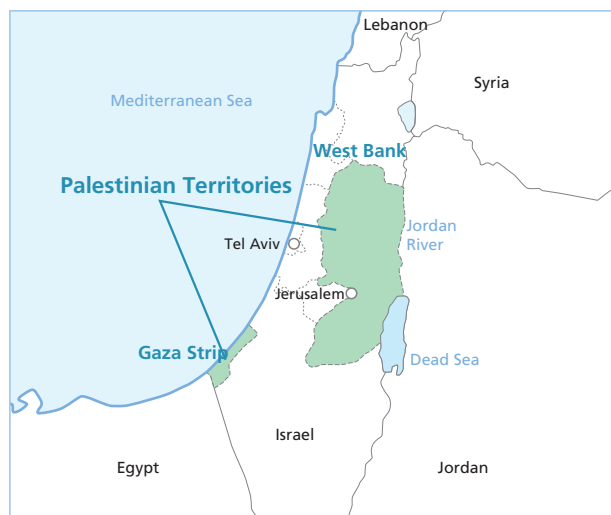 Lebanon
Syria
Mediterranean Sea
West Bank
Palestinian Territories
Jordan
River
Tel Aviv
Jerusalem
Gaza Strip
Dead Sea
Israel
Egypt
Jordan